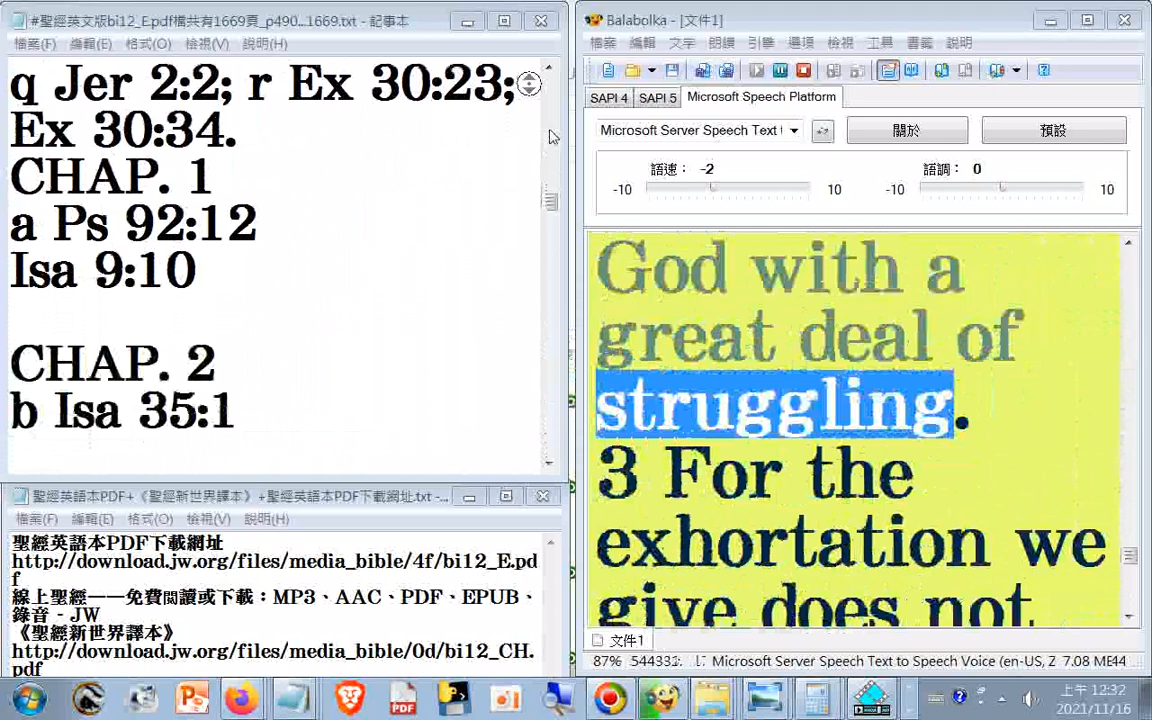 #聖經英文版bi12_E.pdf檔共有1669頁_p490...1669.txt - 記事本
檔案(F) 編輯(E) 格式(O) 檢視(V) 說明(H)
q Jer 2:2; r Ex 30:23;
Ex 30:34.
CHAP. 1
a Ps 92:12
Isa 9:10
CHAP. 2
b Isa 35:1
聖經英語本PDF+《聖經新世界譯本》+聖經英語本PDF下載網址.txt -...
檔案(F) 編輯(E) 格式(O) 檢視(V) 說明(H)
聖經英語本PDF下載網址
http://download.jw.org/files/media_bible/4f/bi12_E.pd
f
線上聖經——免費閱讀或下載：MP3、AAC、PDF、EPUB、
錄音 - JW
《聖經新世界譯本》
http://download.jw.org/files/media_bible/0d/bi12_CH.
pdf
Balabolka - [文件1]
檔案 編輯 文字 朗讀 引擎 選項 檢視 工具 書籤 說明
SAPI 4 SAPI 5 Microsoft Speech Platform
Microsoft Server Speech Text 關於 預設
語速： -2 語調： 0
-10 10 -10 10
God with a
great deal of
struggling.
3 For the
exhortation we
give does not
文件1
87% Microsoft Server Speech Text to Speech Voice (en-US, Z 7.08 ME
上午 12:32
2021/11/16